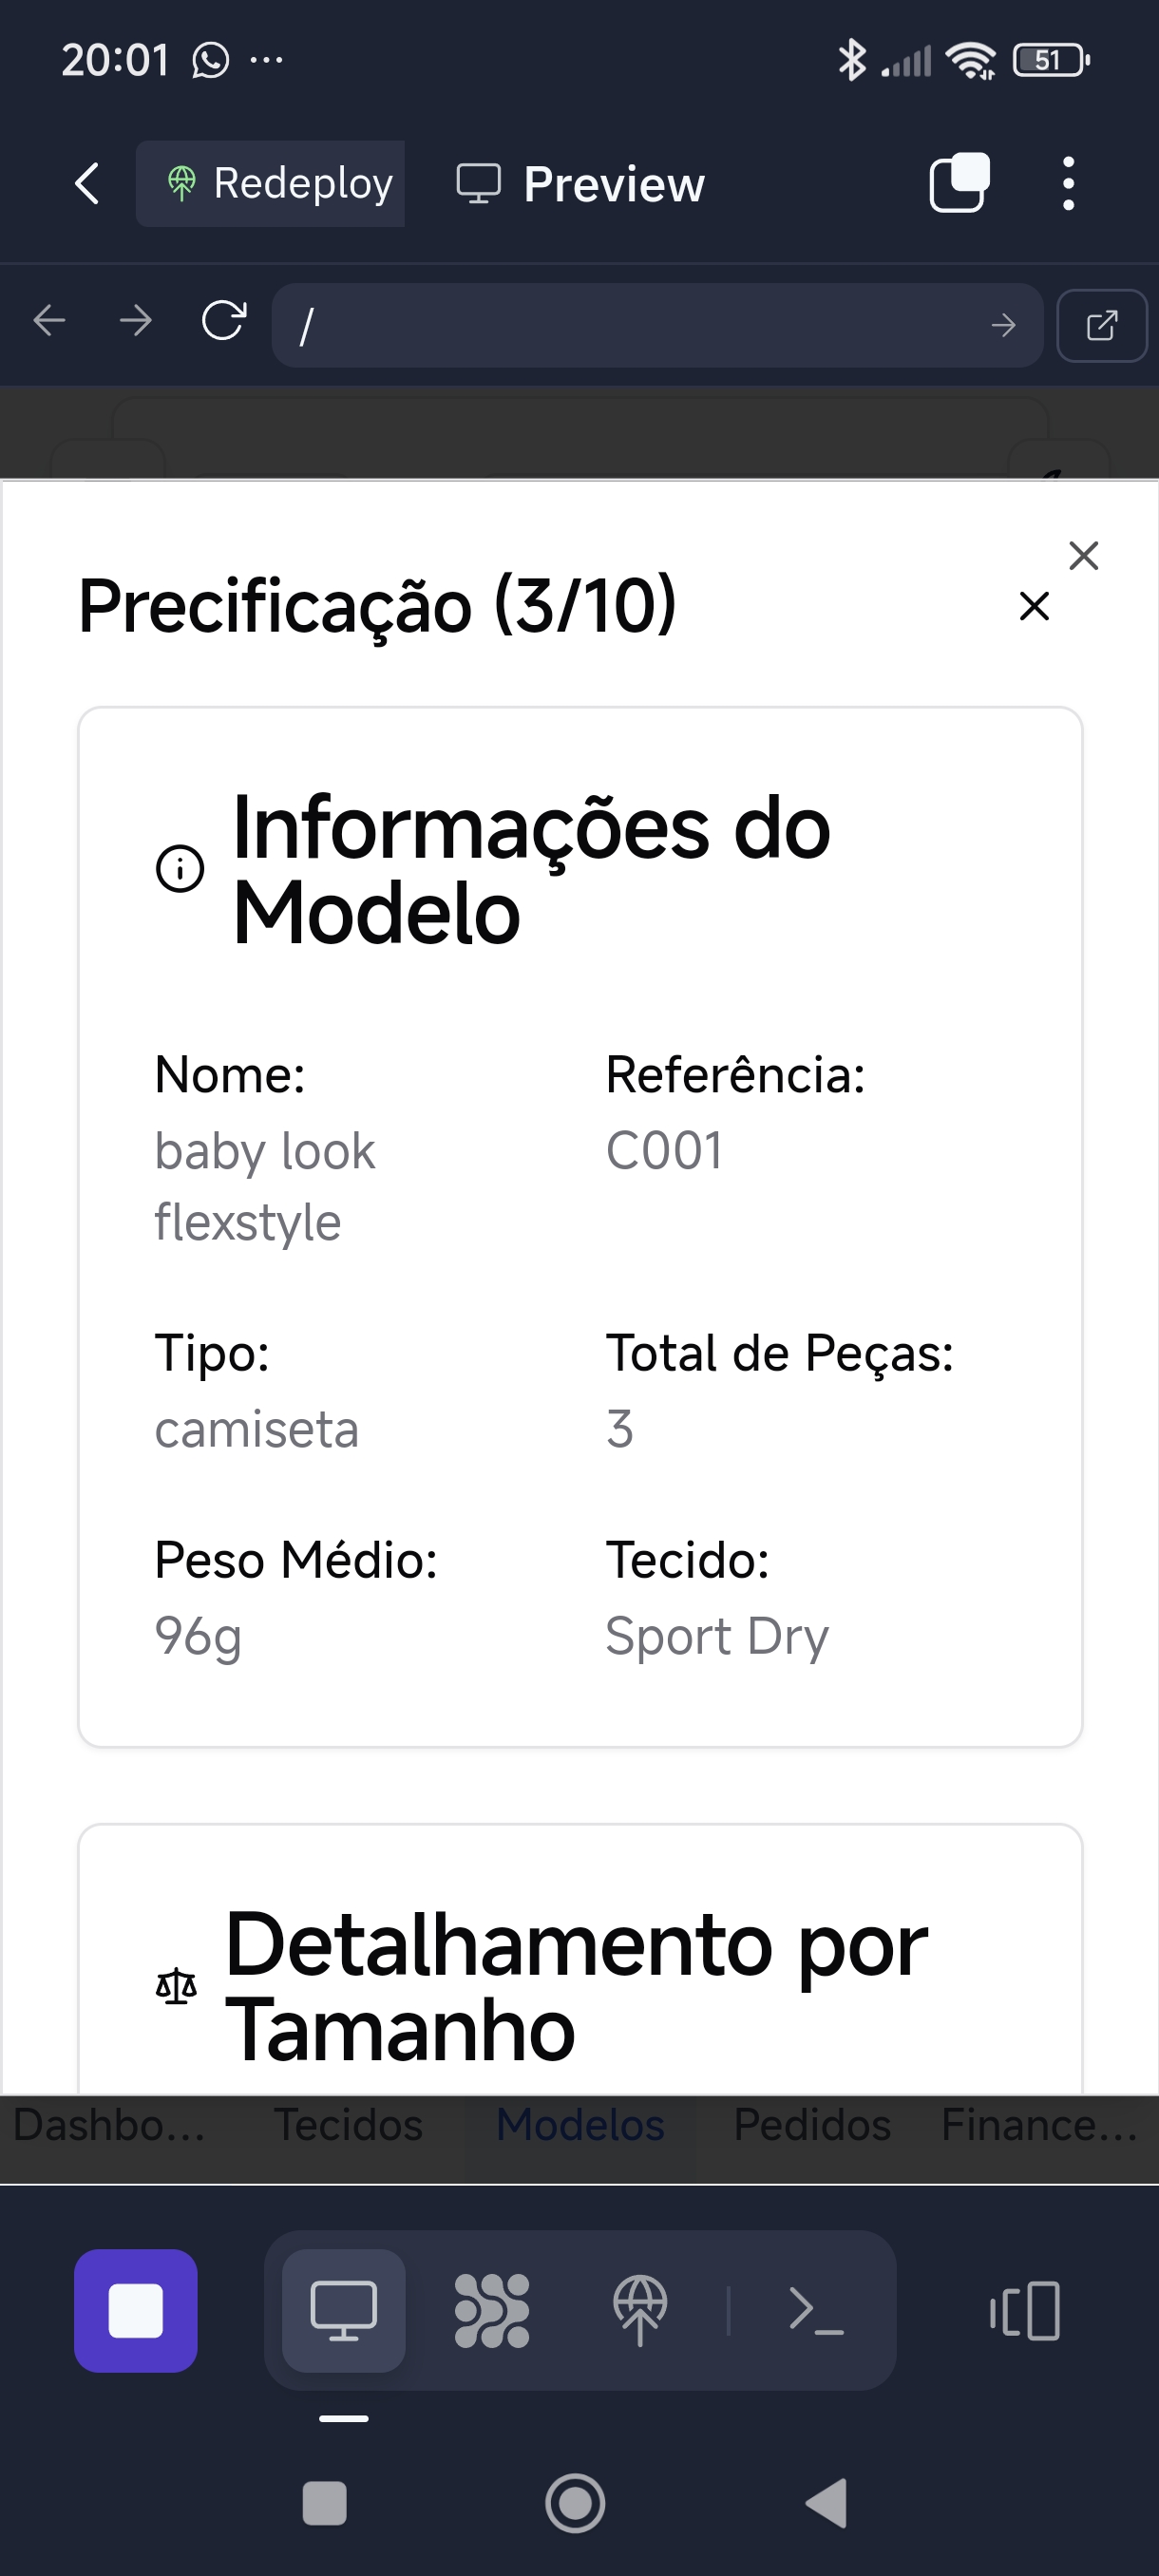 20:01 ... 51
Redeploy Preview
/
Precificação (3/10)
Informações do
Modelo
Nome: Referência:
baby look C001
flexstyle
Tipo: Total de Peças:
camiseta 3
Peso Médio: Tecido:
96g Sport Dry
Detalhamento por
Tamanho
Dashbo... Tecidos Modelos Pedidos Finance...